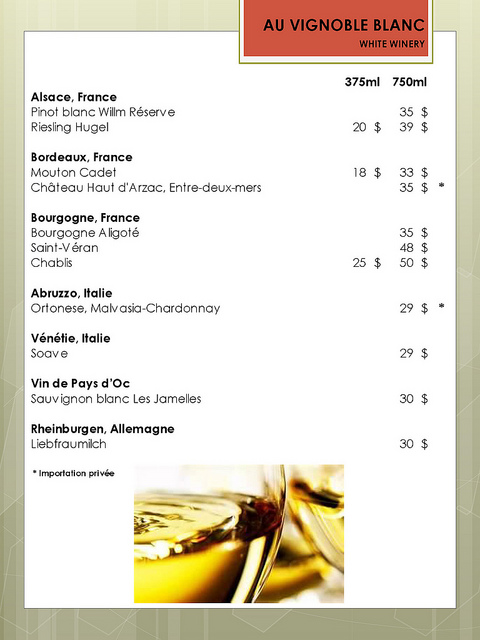 AU VIGNOBLE BLANC
WHITE WINERY
375ml 750ml
Alsace, France
Pinot blanc Willm Réserve 35 $
Riesling Hugel 20 $ 39 $
Bordeaux, France
Mouton Cadet 18 $ 33 $
Château Haut d'Arzac, Entre-deux-mers 35 $ *
Bourgogne, France
Bourgogne Aligoté 35 $
Saint-Véran 48 $
Chablis 25 $ 50 $
Abruzzo, Italie
Ortonese, Malvasia-Chardonnay 29 $ *
Vénétie, Italie
Soave 29 $
Vin de Pays d'Oc
Sauvignon blanc Les Jamelles 30 $
Rheinburgen, Allemagne
Liebfraumilch 30 $
* Importation privée